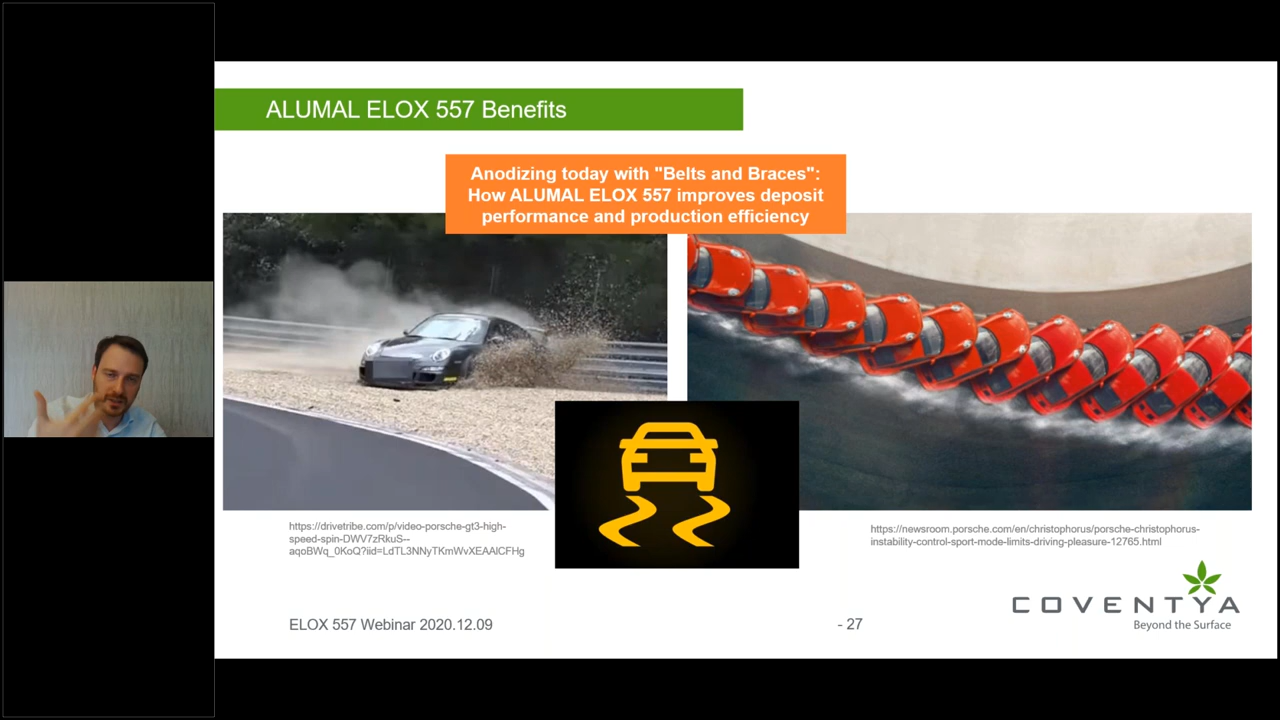 ALUMAL ELOX 557 Benefits
Anodizing today with "Belts and Braces":
How ALUMAL ELOX 557 improves deposit
performance and production efficiency
https://drivetribe.com/p/video-porsche-gt3-high-
speed-spin-DWV7zRkuS--
aqoBWq_0KoQ?iid=LdTL3NNyTKmWvXEAAlCFHg
https://newsroom.porsche.com/en/christophorus/porsche-christophorus-
instability-control-sport-mode-limits-driving-pleasure-12765.html
COVENTYA
Beyond the Surface
ELOX 557 Webinar 2020.12.09
- 27